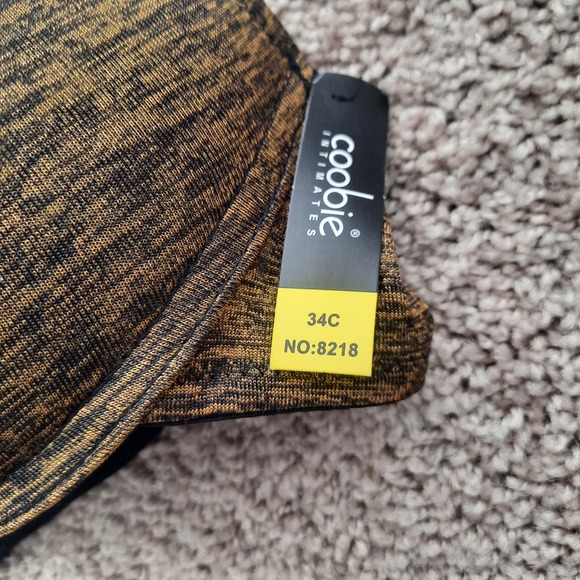 coobie®
INTIMATES
34C
NO:8218